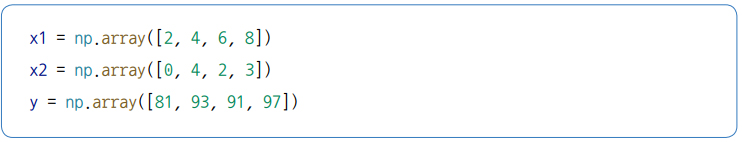 x1 = np.array([2, 4, 6, 8])
x2 = np.array([0, 4, 2, 3])
y = np.array([81, 93, 91, 97])